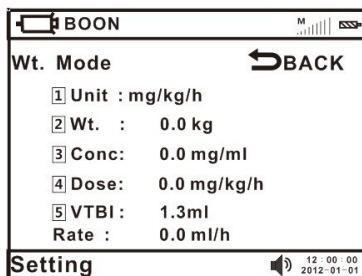 BOON M
Wt. Mode BACK
1 Unit : mg/kg/h
2 Wt. : 0.0 kg
3 Conc: 0.0 mg/ml
4 Dose: 0.0 mg/kg/h
5 VTBI: 1.3ml
Rate : 0.0 ml/h
Setting 12:00:00
2012-01-01